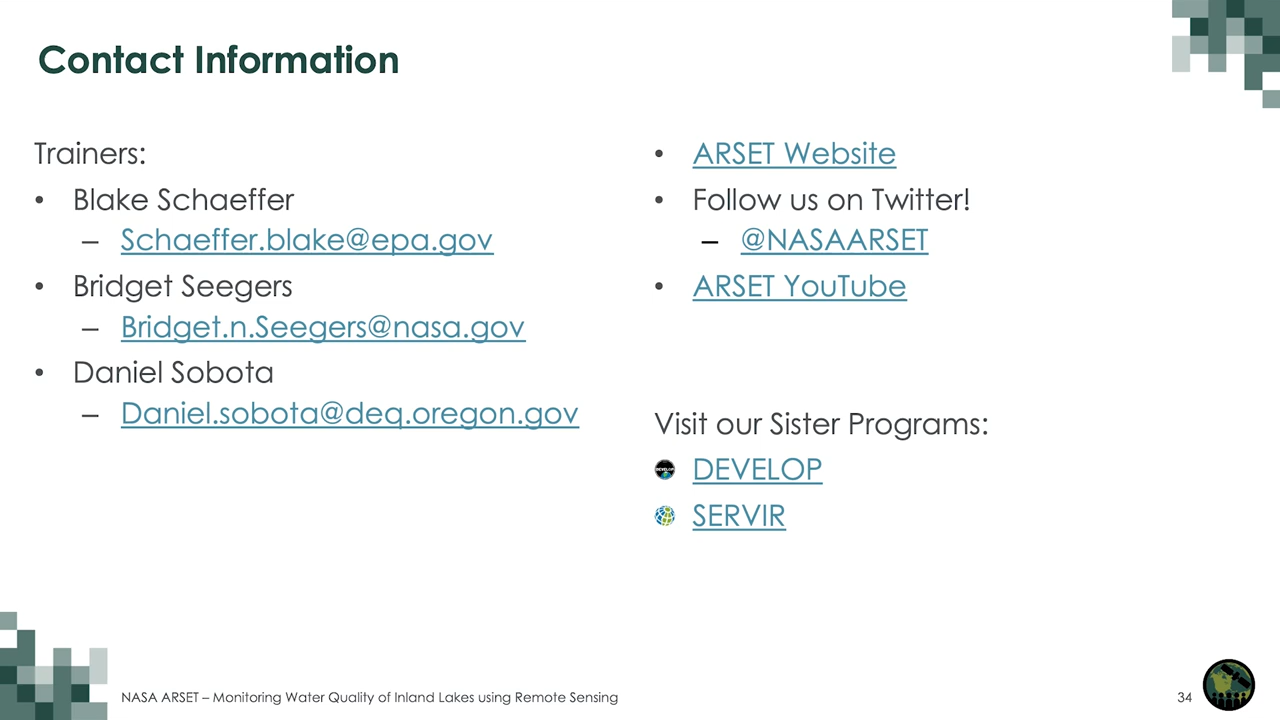 Contact Information
Trainers:
• Blake Schaeffer
– Schaeffer.blake@epa.gov
• Bridget Seegers
– Bridget.n.Seegers@nasa.gov
• Daniel Sobota
– Daniel.sobota@deq.oregon.gov
• ARSET Website
• Follow us on Twitter!
– @NASAARSET
• ARSET YouTube
Visit our Sister Programs:
DEVELOP
SERVIR
NASA ARSET – Monitoring Water Quality of Inland Lakes using Remote Sensing
34